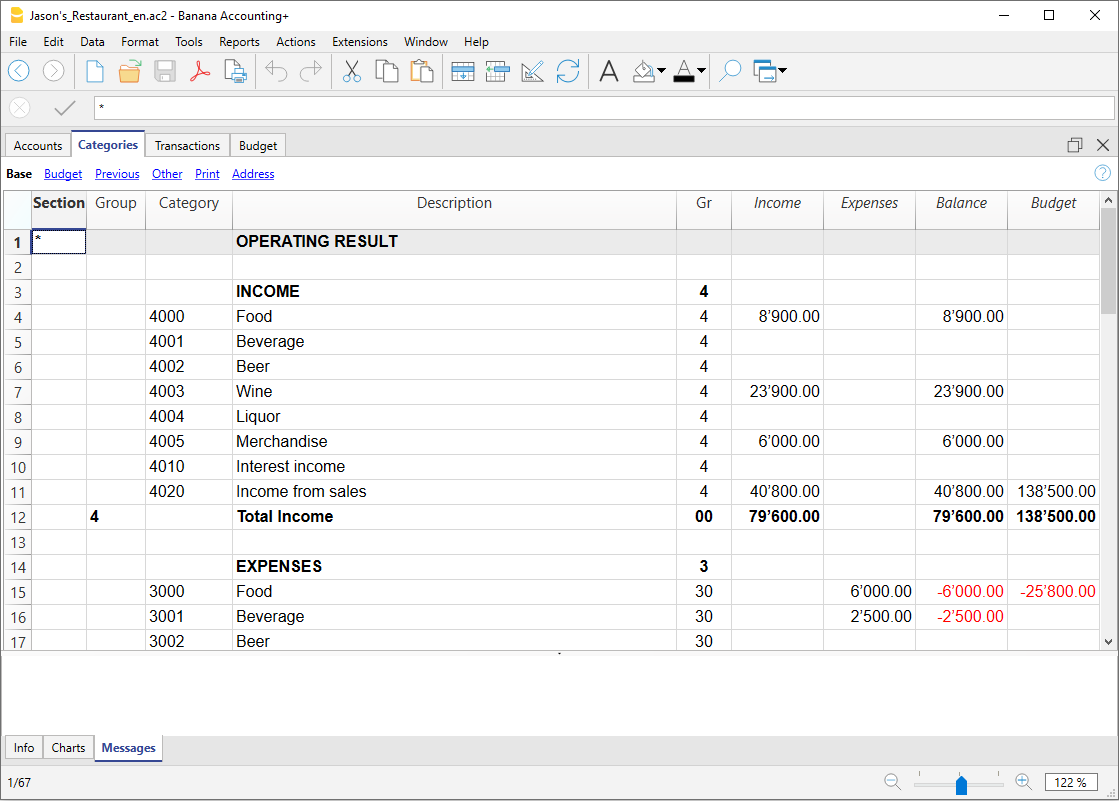 Jason's_Restaurant_en.ac2 - Banana Accounting+
File Edit Data Format Tools Reports Actions Extensions Window Help
*
Accounts Categories Transactions Budget
Base Budget Previous Other Print Address
Section Group Category Description Gr Income Expenses Balance Budget
1 * OPERATING RESULT
2
3 INCOME 4
4 4000 Food 4 8’900.00 8’900.00
5 4001 Beverage 4
6 4002 Beer 4
7 4003 Wine 4 23’900.00 23’900.00
8 4004 Liquor 4
9 4005 Merchandise 4 6’000.00 6’000.00
10 4010 Interest income 4
11 4020 Income from sales 4 40’800.00 40’800.00 138’500.00
12 4 Total Income 00 79’600.00 79’600.00 138’500.00
13
14 EXPENSES 3
15 3000 Food 30 6’000.00 -6’000.00 -25’800.00
16 3001 Beverage 30 2’500.00 -2’500.00
17 3002 Beer 30
Info Charts Messages
1/67 122 %